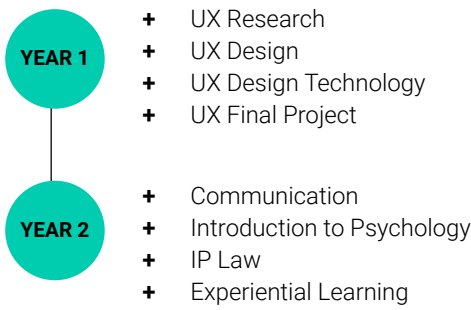 YEAR 1
+ UX Research
+ UX Design
+ UX Design Technology
+ UX Final Project
YEAR 2
+ Communication
+ Introduction to Psychology
+ IP Law
+ Experiential Learning